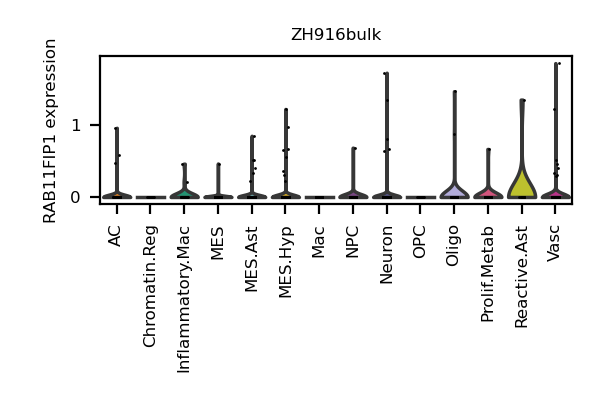 ZH916bulk
RAB11FIP1 expression
1
0
AC
Chromatin.Reg
Inflammatory.Mac
MES
MES.Ast
MES.Hyp
Mac
NPC
Neuron
OPC
Oligo
Prolif.Metab
Reactive.Ast
Vasc